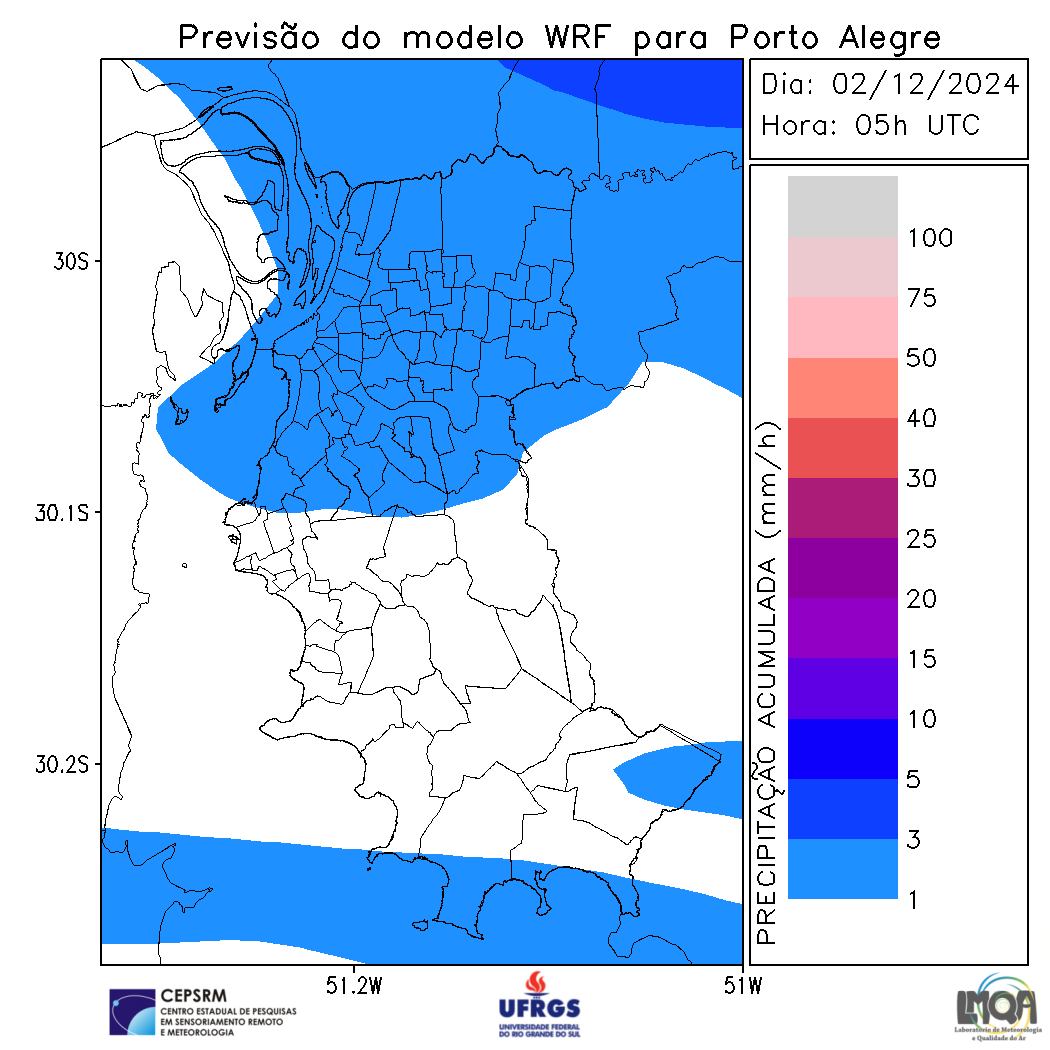 Previsão do modelo WRF para Porto Alegre
Dia: 02/12/2024
Hora: 05h UTC
100
75
50
40
30
25
20
15
10
5
3
1
PRECIPITAÇÃO ACUMULADA (mm/h)
30S
30.1S
30.2S
51.2W
51W
CEPSRM
CENTRO ESTADUAL DE PESQUISAS
EM SENSORIAMENTO REMOTO
E METEOROLOGIA
UFRGS
UNIVERSIDADE FEDERAL
DO RIO GRANDE DO SUL
LMQA
Laboratório de Meteorologia
e Qualidade do Ar